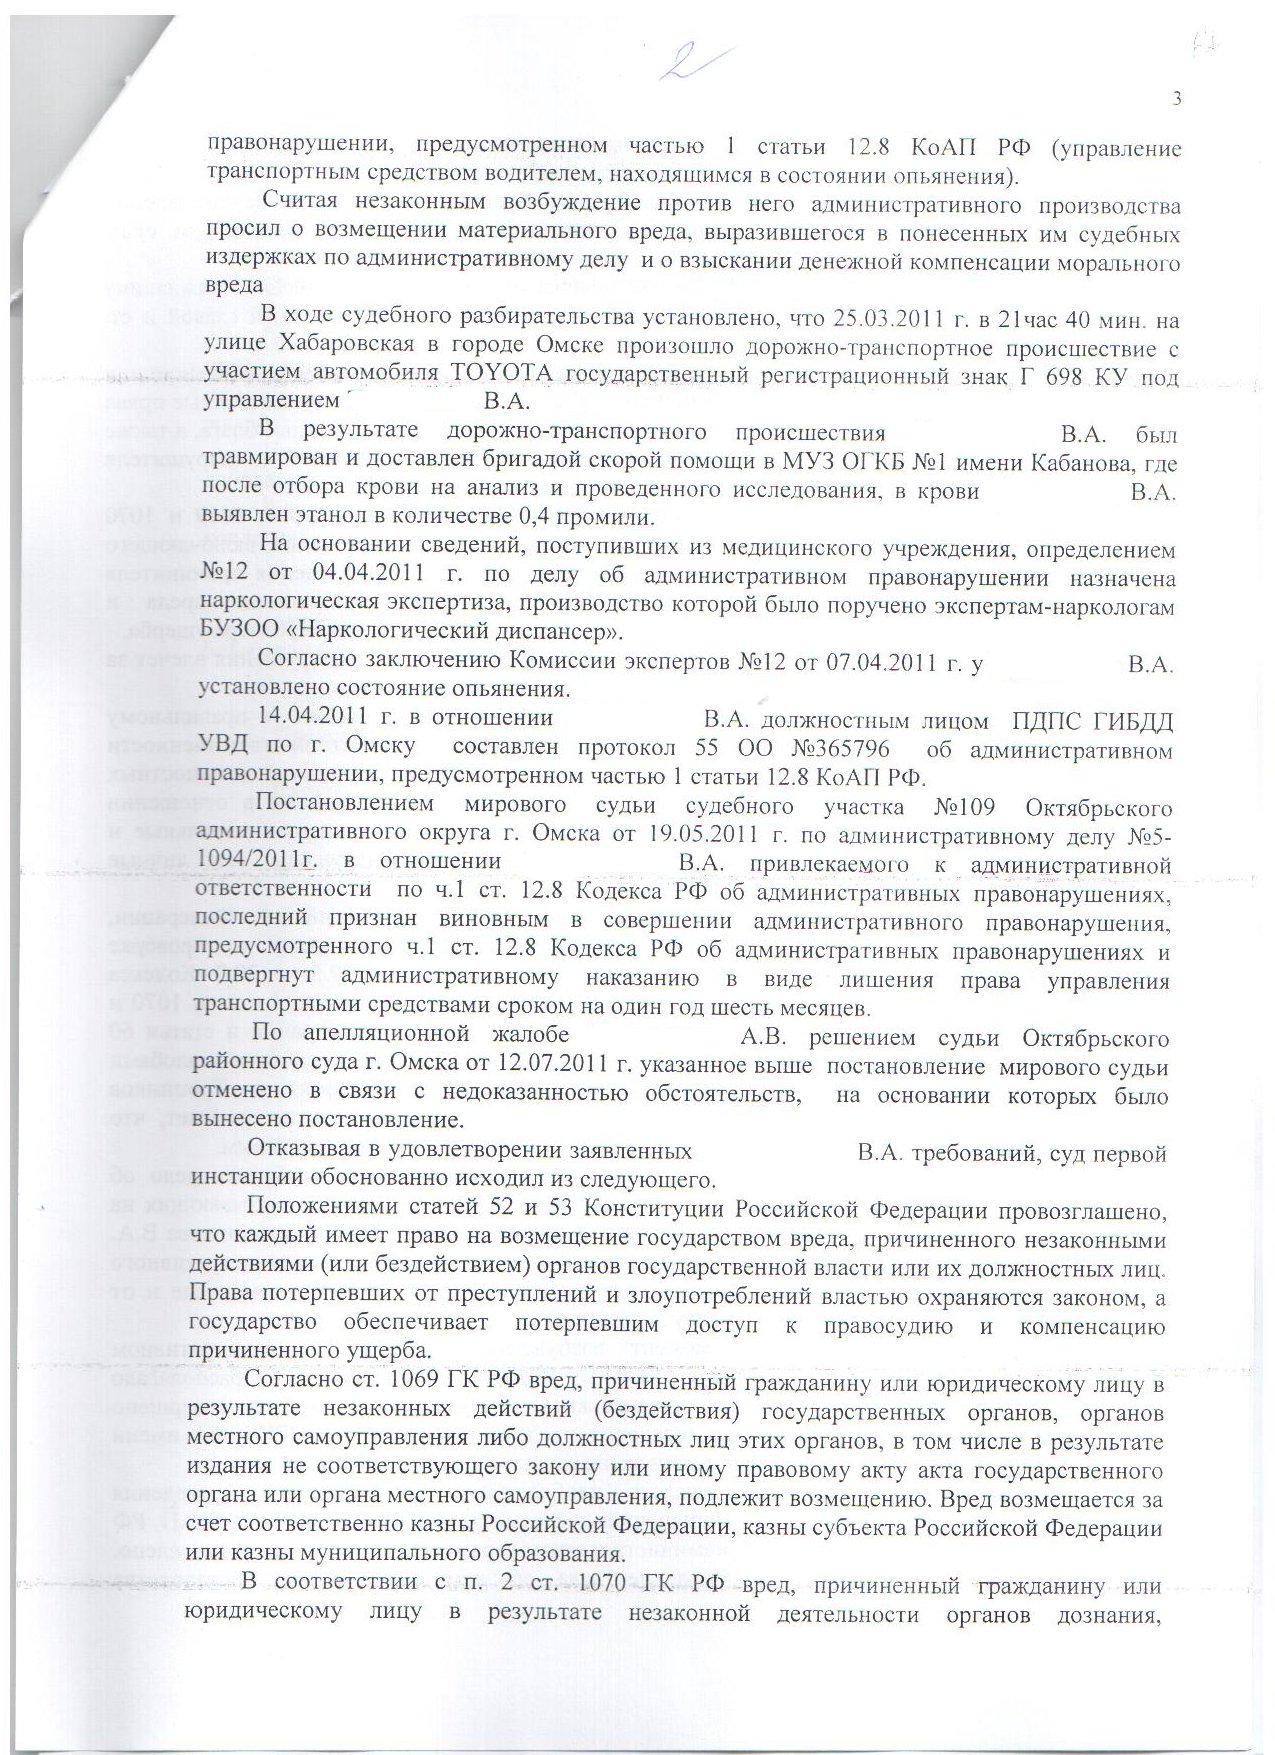 2
3
правонарушении, предусмотренном частью 1 статьи 12.8 КоАП РФ (управление
транспортным средством водителем, находящимся в состоянии опьянения).
Считая незаконным возбуждение против него административного производства
просил о возмещении материального вреда, выразившегося в понесенных им судебных
издержках по административному делу и о взыскании денежной компенсации морального
вреда
В ходе судебного разбирательства установлено, что 25.03.2011 г. в 21час 40 мин. на
улице Хабаровская в городе Омске произошло дорожно-транспортное происшествие с
участием автомобиля TOYOTA государственный регистрационный знак Г 698 КУ под
управлением В.А.
В результате дорожно-транспортного происшествия В.А. был
травмирован и доставлен бригадой скорой помощи в МУЗ ОГКБ №1 имени Кабанова, где
после отбора крови на анализ и проведенного исследования, в крови В.А.
выявлен этанол в количестве 0,4 промили.
На основании сведений, поступивших из медицинского учреждения, определением
№12 от 04.04.2011 г. по делу об административном правонарушении назначена
наркологическая экспертиза, производство которой было поручено экспертам-наркологам
БУЗОО «Наркологический диспансер».
Согласно заключению Комиссии экспертов №12 от 07.04.2011 г. у В.А.
установлено состояние опьянения.
14.04.2011 г. в отношении В.А. должностным лицом ПДПС ГИБДД
УВД по г. Омску составлен протокол 55 ОО №365796 об административном
правонарушении, предусмотренном частью 1 статьи 12.8 КоАП РФ.
Постановлением мирового судьи судебного участка №109 Октябрьского
административного округа г. Омска от 19.05.2011 г. по административному делу №5-
1094/2011г. в отношении В.А. привлекаемого к административной
ответственности по ч.1 ст. 12.8 Кодекса РФ об административных правонарушениях,
последний признан виновным в совершении административного правонарушения,
предусмотренного ч.1 ст. 12.8 Кодекса РФ об административных правонарушениях и
подвергнут административному наказанию в виде лишения права управления
транспортными средствами сроком на один год шесть месяцев.
По апелляционной жалобе А.В. решением судьи Октябрьского
районного суда г. Омска от 12.07.2011 г. указанное выше постановление мирового судьи
отменено в связи с недоказанностью обстоятельств, на основании которых было
вынесено постановление.
Отказывая в удовлетворении заявленных В.А. требований, суд первой
инстанции обоснованно исходил из следующего.
Положениями статей 52 и 53 Конституции Российской Федерации провозглашено,
что каждый имеет право на возмещение государством вреда, причиненного незаконными
действиями (или бездействием) органов государственной власти или их должностных лиц.
Права потерпевших от преступлений и злоупотреблений властью охраняются законом, а
государство обеспечивает потерпевшим доступ к правосудию и компенсацию
причиненного ущерба.
Согласно ст. 1069 ГК РФ вред, причиненный гражданину или юридическому лицу в
результате незаконных действий (бездействия) государственных органов, органов
местного самоуправления либо должностных лиц этих органов, в том числе в результате
издания не соответствующего закону или иному правовому акту акта государственного
органа или органа местного самоуправления, подлежит возмещению. Вред возмещается за
счет соответственно казны Российской Федерации, казны субъекта Российской Федерации
или казны муниципального образования.
В соответствии с п. 2 ст. 1070 ГК РФ вред, причиненный гражданину или
юридическому лицу в результате незаконной деятельности органов дознания,